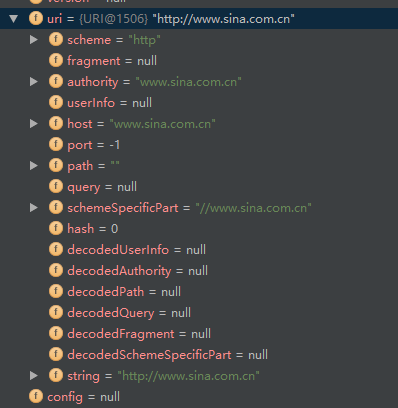 version = null
uri = {URI@1506} "http://www.sina.com.cn"
scheme = "http"
fragment = null
authority = "www.sina.com.cn"
userInfo = null
host = "www.sina.com.cn"
port = -1
path = ""
query = null
schemeSpecificPart = "//www.sina.com.cn"
hash = 0
decodedUserInfo = null
decodedAuthority = null
decodedPath = null
decodedQuery = null
decodedFragment = null
decodedSchemeSpecificPart = null
string = "http://www.sina.com.cn"
config = null